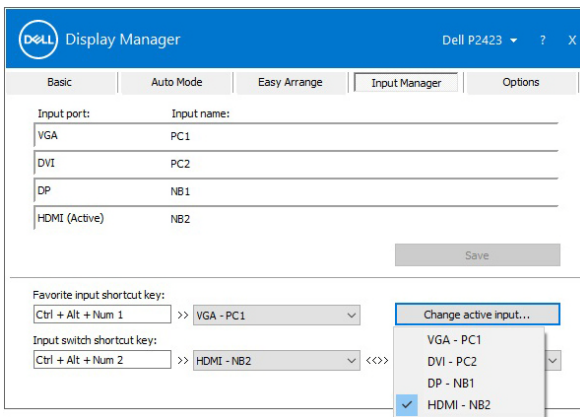 DELL Display Manager Dell P2423 ? X
Basic Auto Mode Easy Arrange Input Manager Options
Input port: Input name:
VGA PC1
DVI PC2
DP NB1
HDMI (Active) NB2
Save
Favorite input shortcut key:
Ctrl + Alt + Num 1 >> VGA - PC1 Change active input...
Input switch shortcut key:
Ctrl + Alt + Num 2 >> HDMI - NB2 <<>>
VGA - PC1
DVI - PC2
DP - NB1
HDMI - NB2